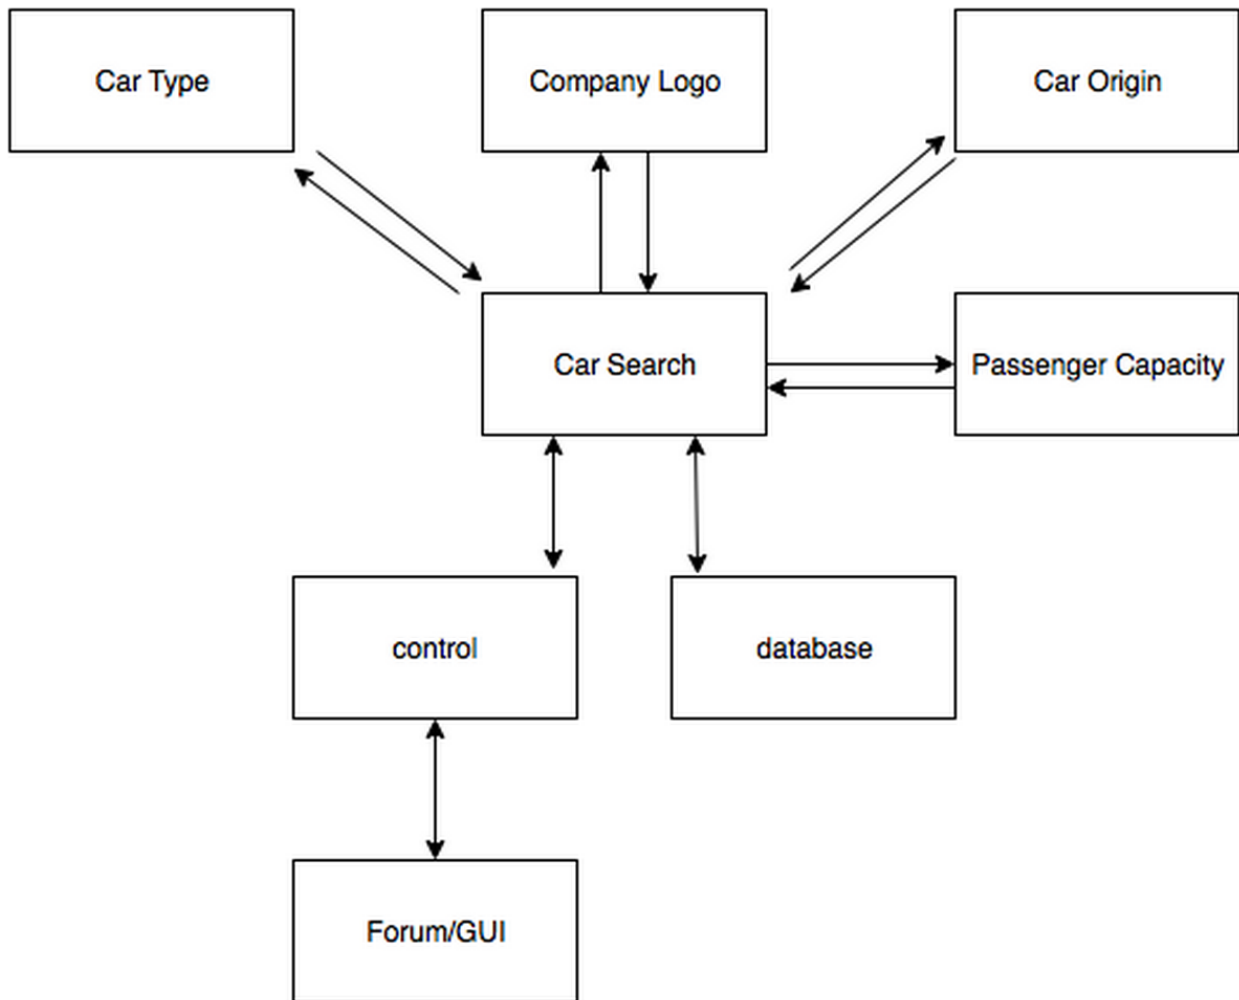 Car Type
Company Logo
Car Origin
Car Search
Passenger Capacity
control
database
Forum/GUI